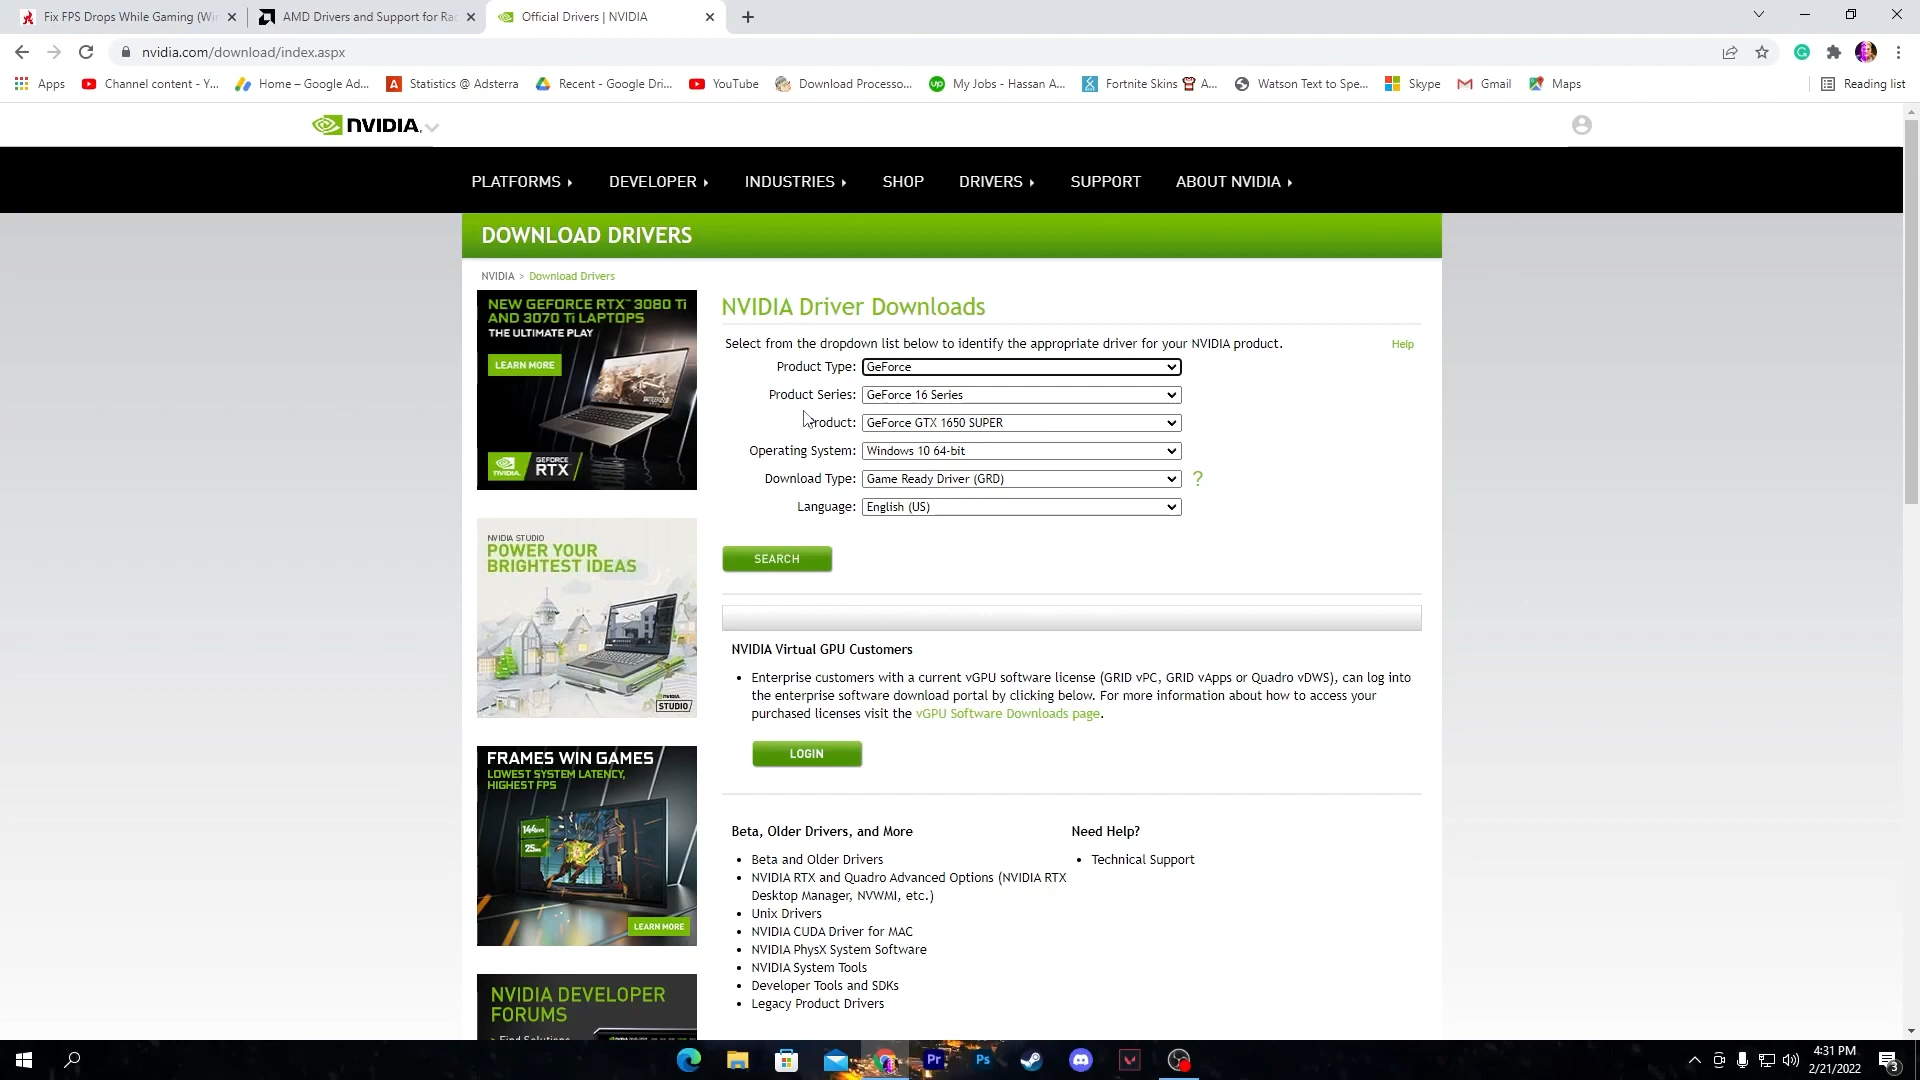 Fix FPS Drops While Gaming (Wi
AMD Drivers and Support for Ra
Official Drivers | NVIDIA
nvidia.com/download/index.aspx
Apps
Channel content - Y...
Home – Google Ad...
Statistics @ Adsterra
Recent - Google Dri...
YouTube
Download Processo...
My Jobs - Hassan A...
Fortnite Skins A...
Watson Text to Spe...
Skype
Gmail
Maps
Reading list
NVIDIA.
PLATFORMS
DEVELOPER
INDUSTRIES
SHOP
DRIVERS
SUPPORT
ABOUT NVIDIA
DOWNLOAD DRIVERS
NVIDIA > Download Drivers
NEW GEFORCE RTX™ 3080 Ti
AND 3070 Ti LAPTOPS
THE ULTIMATE PLAY
LEARN MORE
NVIDIA
GEFORCE
RTX
NVIDIA Driver Downloads
Select from the dropdown list below to identify the appropriate driver for your NVIDIA product.
Help
Product Type: GeForce
Product Series: GeForce 16 Series
Product: GeForce GTX 1650 SUPER
Operating System: Windows 10 64-bit
Download Type: Game Ready Driver (GRD) ?
Language: English (US)
SEARCH
NVIDIA STUDIO
POWER YOUR
BRIGHTEST IDEAS
NVIDIA
STUDIO
NVIDIA Virtual GPU Customers
Enterprise customers with a current vGPU software license (GRID vPC, GRID vApps or Quadro vDWS), can log into
the enterprise software download portal by clicking below. For more information about how to access your
purchased licenses visit the vGPU Software Downloads page.
LOGIN
FRAMES WIN GAMES
LOWEST SYSTEM LATENCY,
HIGHEST FPS
LEARN MORE
Beta, Older Drivers, and More
Beta and Older Drivers
NVIDIA RTX and Quadro Advanced Options (NVIDIA RTX
Desktop Manager, NVWMI, etc.)
Unix Drivers
NVIDIA CUDA Driver for MAC
NVIDIA PhysX System Software
NVIDIA System Tools
Developer Tools and SDKs
Legacy Product Drivers
Need Help?
Technical Support
NVIDIA DEVELOPER
FORUMS
Pr
Ps
4:31 PM
2/21/2022
3